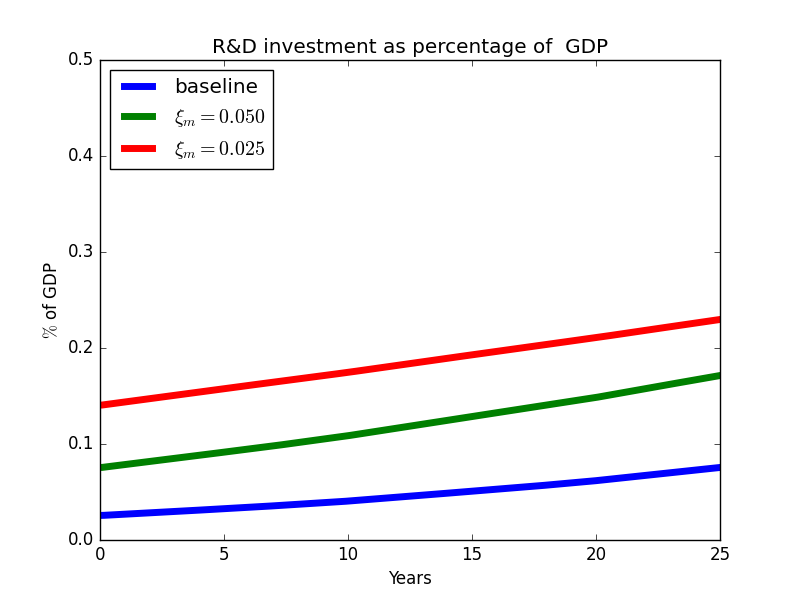 R&D investment as percentage of  GDP
baseline
ξₘ = 0.050
ξₘ = 0.025
0.5
0.4
0.3
0.2
0.1
0.0
% of GDP
0 5 10 15 20 25
Years